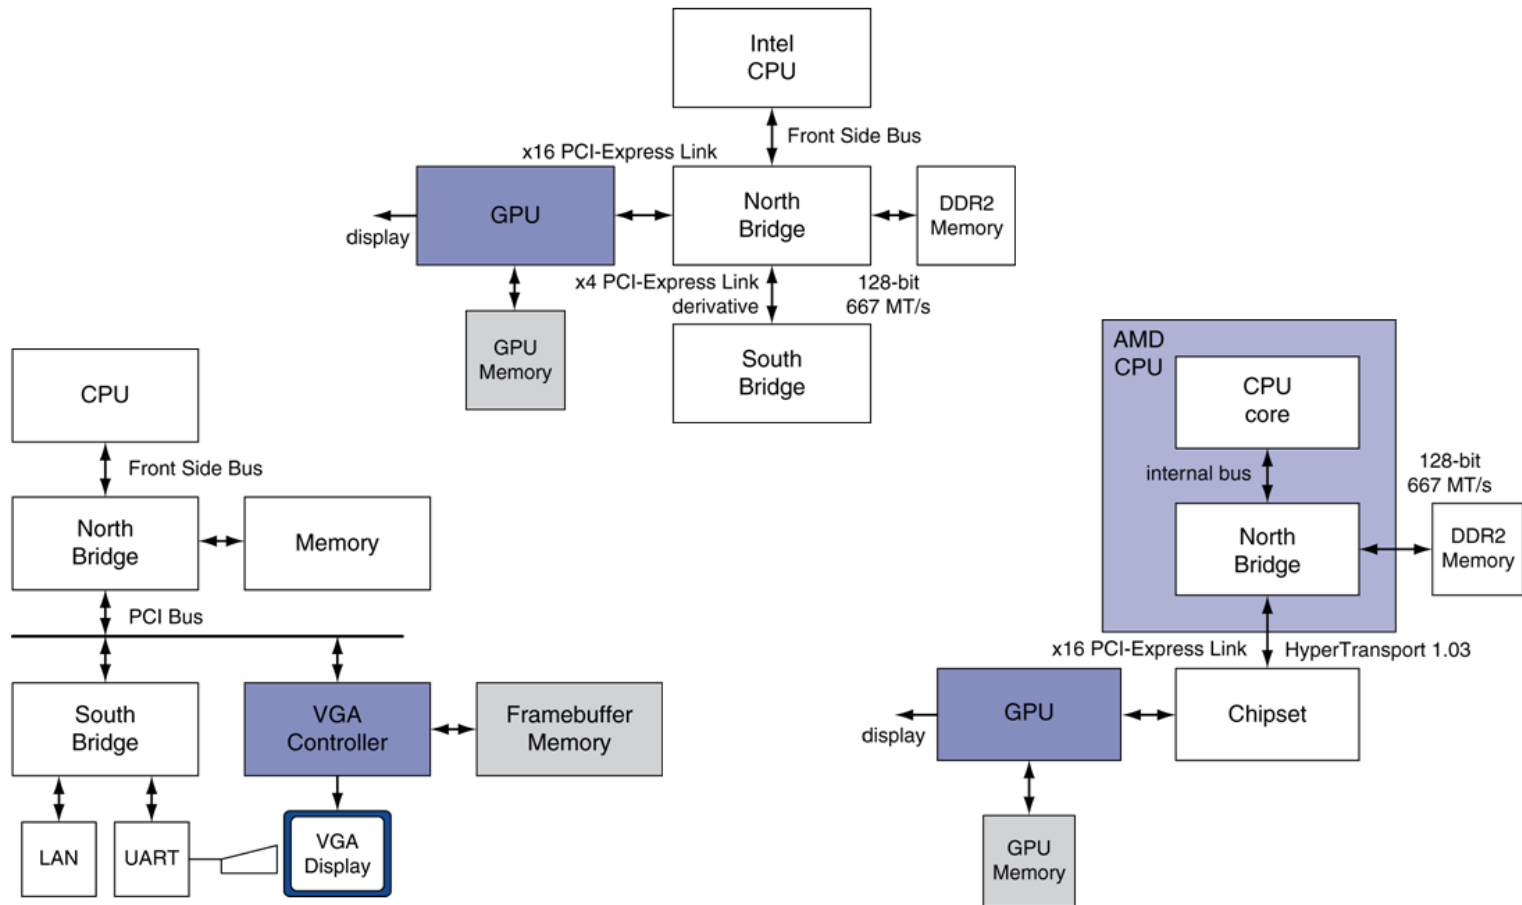 Intel
CPU
Front Side Bus
x16 PCI-Express Link
GPU
North
Bridge
DDR2
Memory
display
x4 PCI-Express Link
derivative
128-bit
667 MT/s
GPU
Memory
South
Bridge
CPU
Front Side Bus
North
Bridge
Memory
PCI Bus
South
Bridge
VGA
Controller
Framebuffer
Memory
LAN
UART
VGA
Display
AMD
CPU
CPU
core
internal bus
128-bit
667 MT/s
North
Bridge
DDR2
Memory
x16 PCI-Express Link
HyperTransport 1.03
GPU
Chipset
display
GPU
Memory